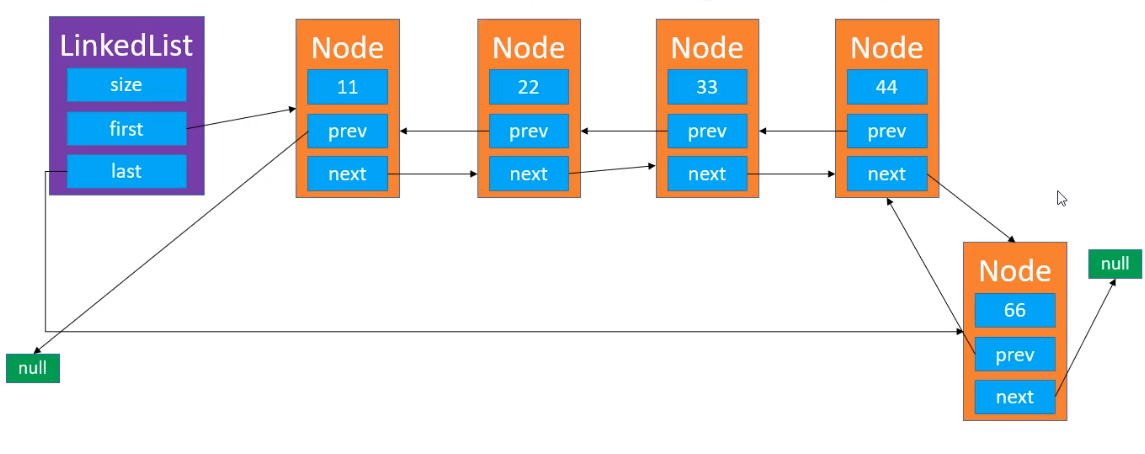 LinkedList
size
first
last
Node
11
prev
next
Node
22
prev
next
Node
33
prev
next
Node
44
prev
next
Node
66
prev
next
null
null